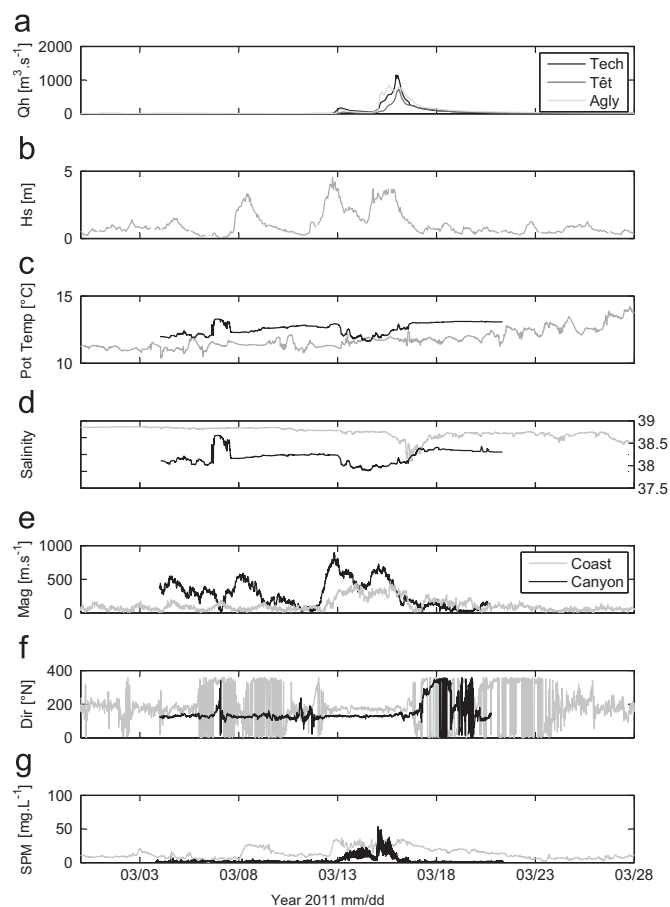 a
2000
1000
0
Qh [m³.s⁻¹]
Tech
Têt
Agly
b
5
0
Hs [m]
c
15
10
Pot Temp [°C]
d
39
38.5
38
37.5
Salinity
e
1000
500
0
Mag [m.s⁻¹]
Coast
Canyon
f
400
200
0
Dir [°N]
g
100
50
0
SPM [mg.L⁻¹]
03/03 03/08 03/13 03/18 03/23 03/28
Year 2011 mm/dd